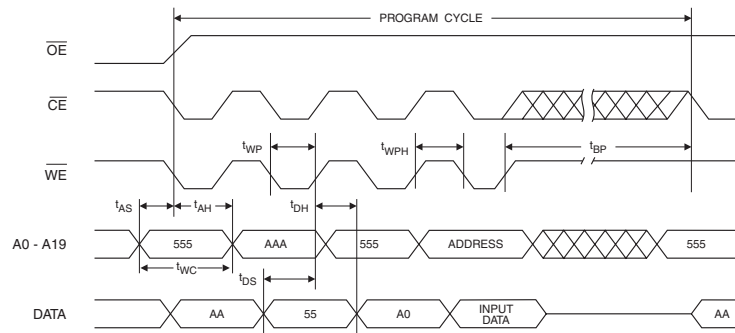 PROGRAM CYCLE
OE
CE
tWP
tWPH
tBP
WE
tAS
tAH
tDH
A0 - A19
555
AAA
555
ADDRESS
555
tWC
tDS
DATA
AA
55
A0
INPUT
DATA
AA